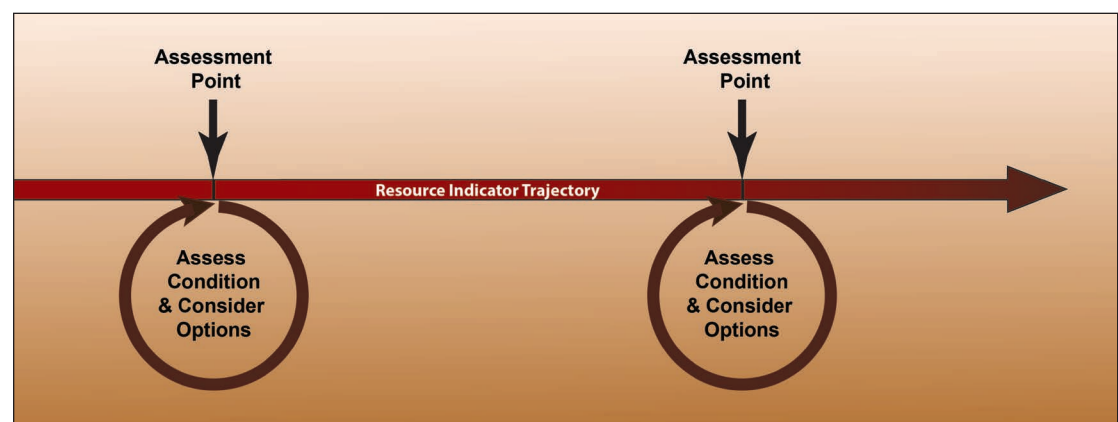 Assessment
Point
Assessment
Point
Resource Indicator Trajectory
Assess
Condition
& Consider
Options
Assess
Condition
& Consider
Options